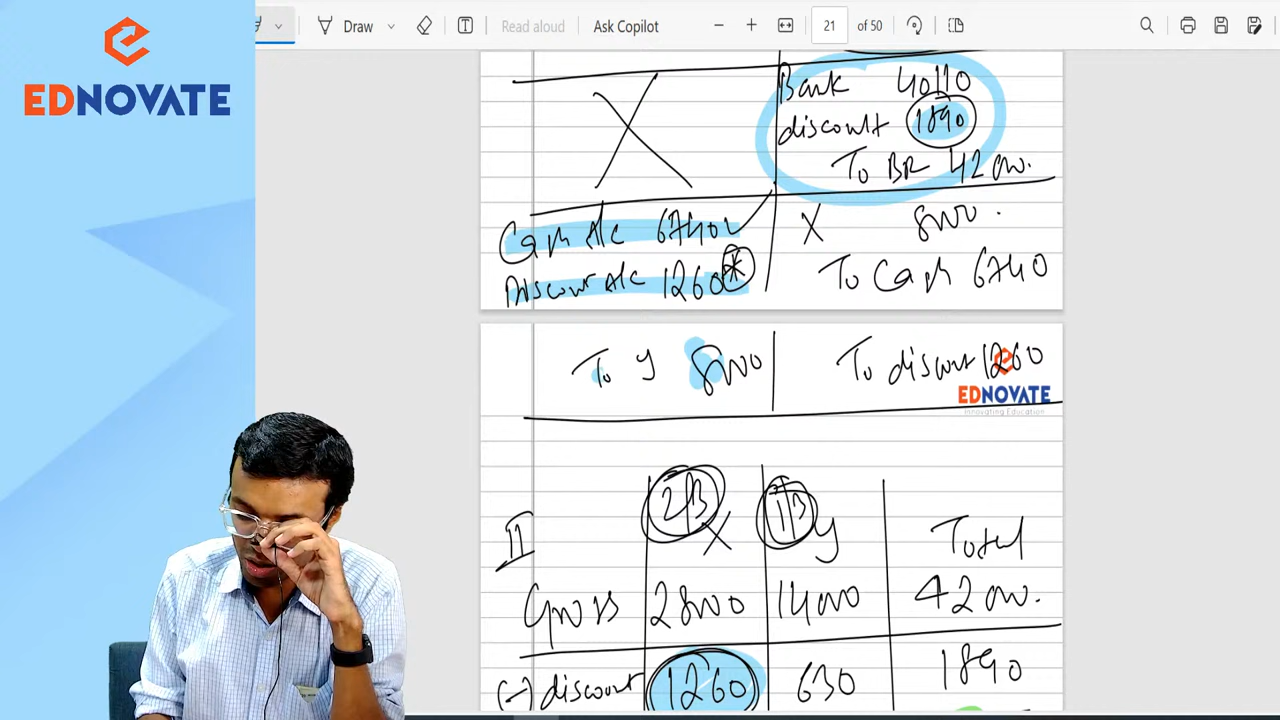 EDNOVATE
Draw
Read aloud
Ask Copilot
21
of 50
Bank 40110
discount 1890
To BR 42000.
Cash A/c 6740
Discount A/c 1260 *
X 8000.
To Cash 6740
To Y 8000
To discount 1260
EDNOVATE
Innovating Education
II
2/3 X
1/3 Y
Total
Gross 28000 14000 42000.
(-) discount 1260 630 1890